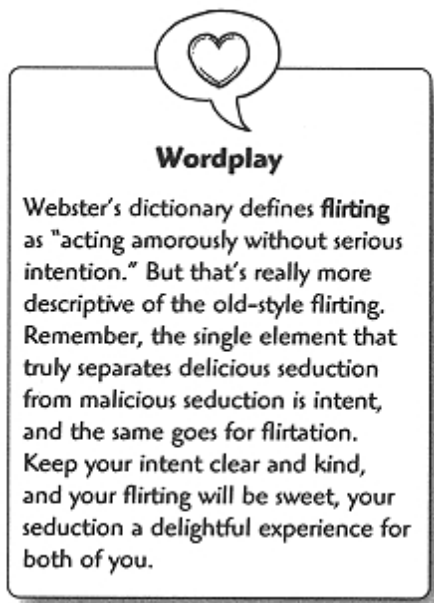 Wordplay
Webster's dictionary defines flirting
as "acting amorously without serious
intention." But that's really more
descriptive of the old-style flirting.
Remember, the single element that
truly separates delicious seduction
from malicious seduction is intent,
and the same goes for flirtation.
Keep your intent clear and kind,
and your flirting will be sweet, your
seduction a delightful experience for
both of you.